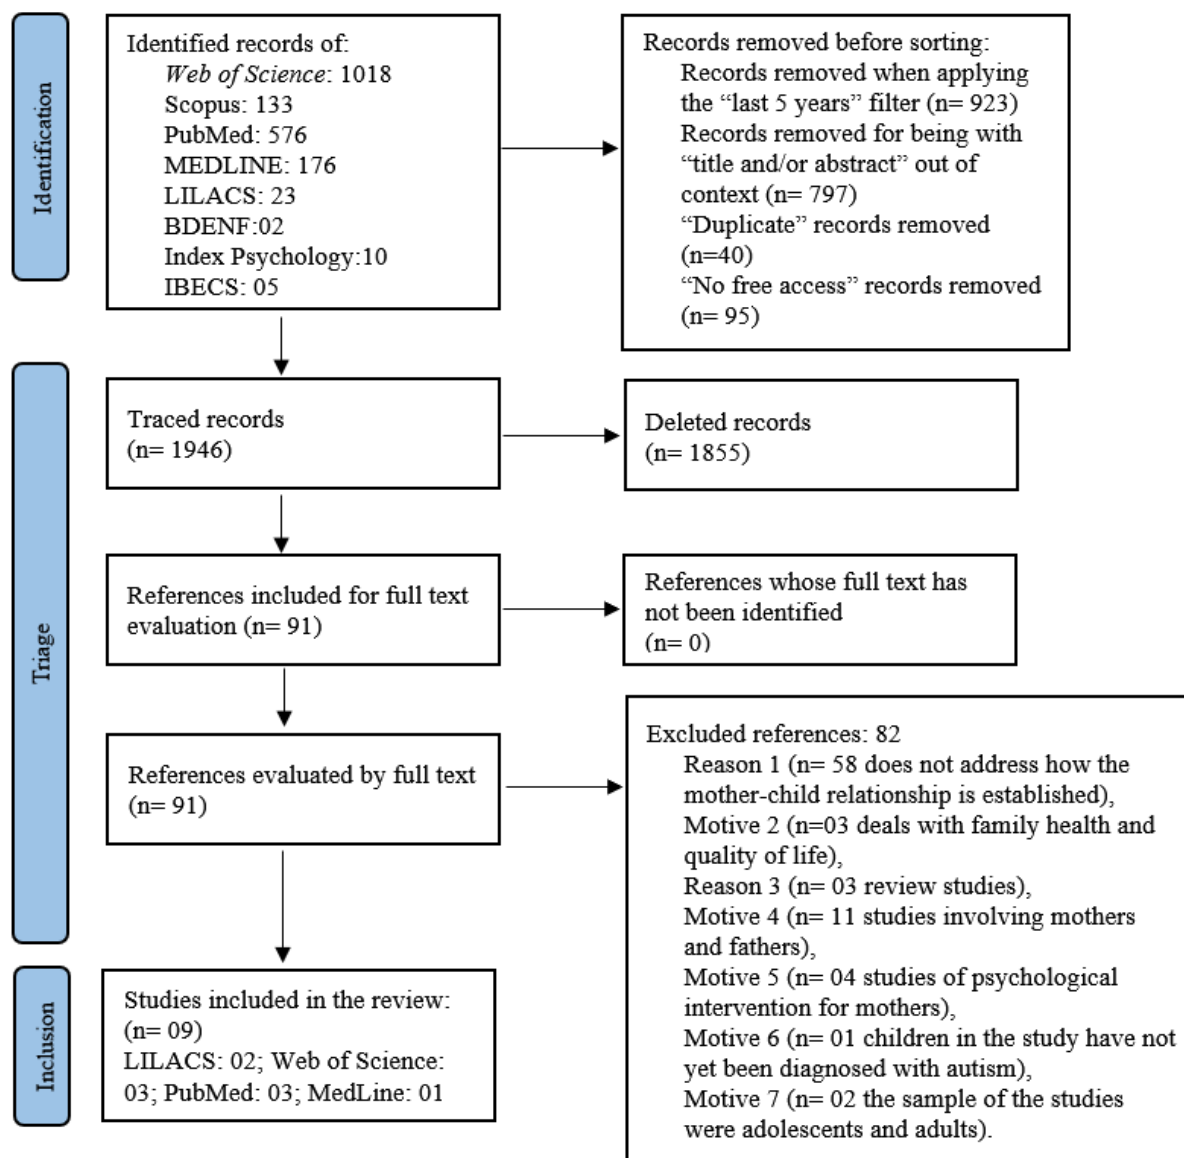 Identification
Identified records of:
Web of Science: 1018
Scopus: 133
PubMed: 576
MEDLINE: 176
LILACS: 23
BDENF:02
Index Psychology:10
IBECS: 05
Records removed before sorting:
Records removed when applying
the “last 5 years” filter (n= 923)
Records removed for being with
“title and/or abstract” out of
context (n= 797)
“Duplicate” records removed
(n=40)
“No free access” records removed
(n= 95)
Triage
Traced records
(n= 1946)
Deleted records
(n= 1855)
References included for full text
evaluation (n= 91)
References whose full text has
not been identified
(n= 0)
References evaluated by full text
(n= 91)
Excluded references: 82
Reason 1 (n= 58 does not address how the
mother-child relationship is established),
Motive 2 (n=03 deals with family health and
quality of life),
Reason 3 (n= 03 review studies),
Motive 4 (n= 11 studies involving mothers
and fathers),
Motive 5 (n= 04 studies of psychological
intervention for mothers),
Motive 6 (n= 01 children in the study have not
yet been diagnosed with autism),
Motive 7 (n= 02 the sample of the studies
were adolescents and adults).
Inclusion
Studies included in the review:
(n= 09)
LILACS: 02; Web of Science:
03; PubMed: 03; MedLine: 01